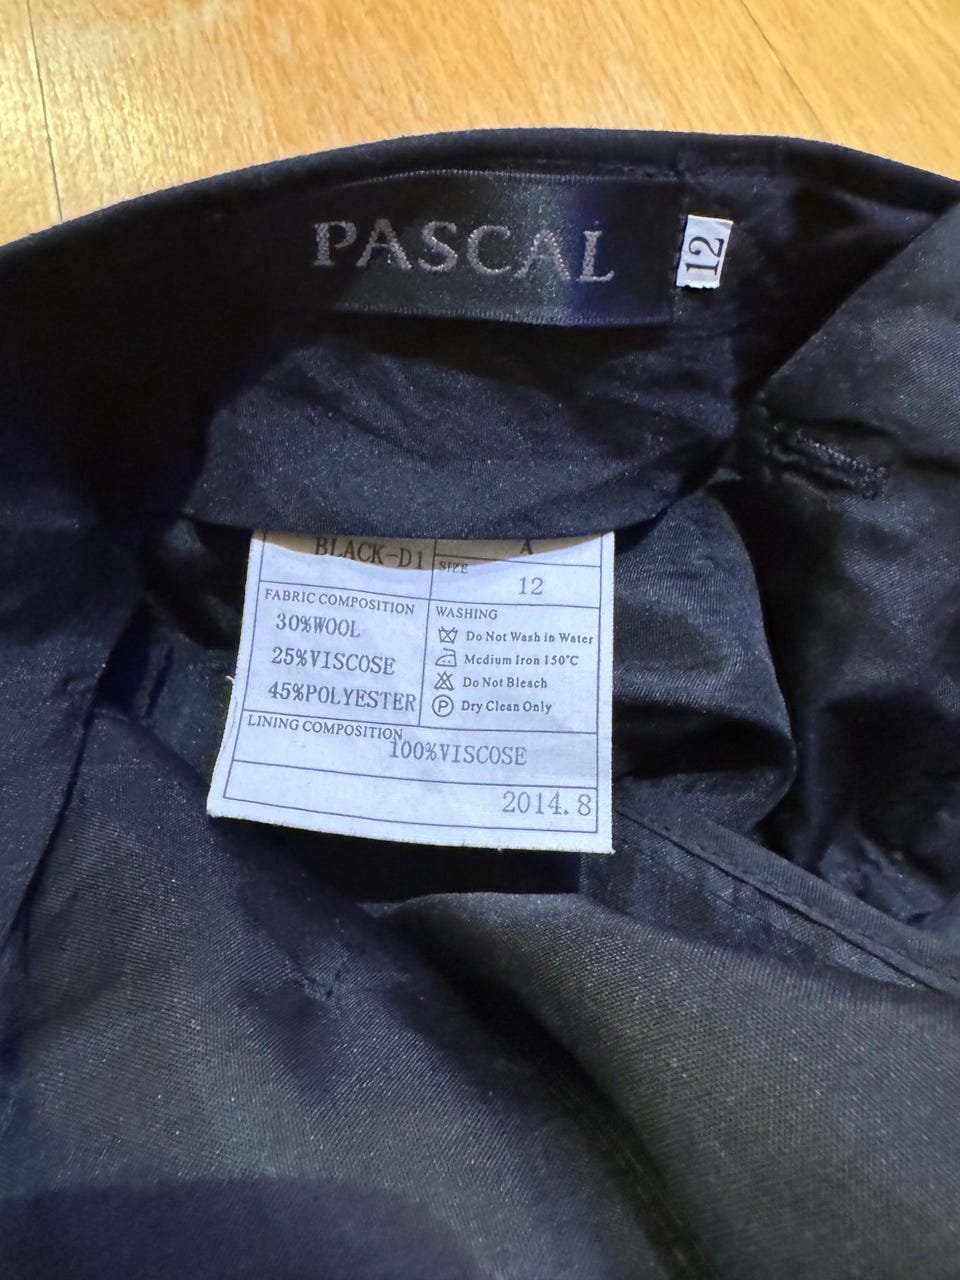 PASCAL
12
BLACK-D1
A
SIZE
12
FABRIC COMPOSITION
30%WOOL
25%VISCOSE
45%POLYESTER
WASHING
Do Not Wash in Water
Medium Iron 150°C
Do Not Bleach
P Dry Clean Only
LINING COMPOSITION
100%VISCOSE
2014.8